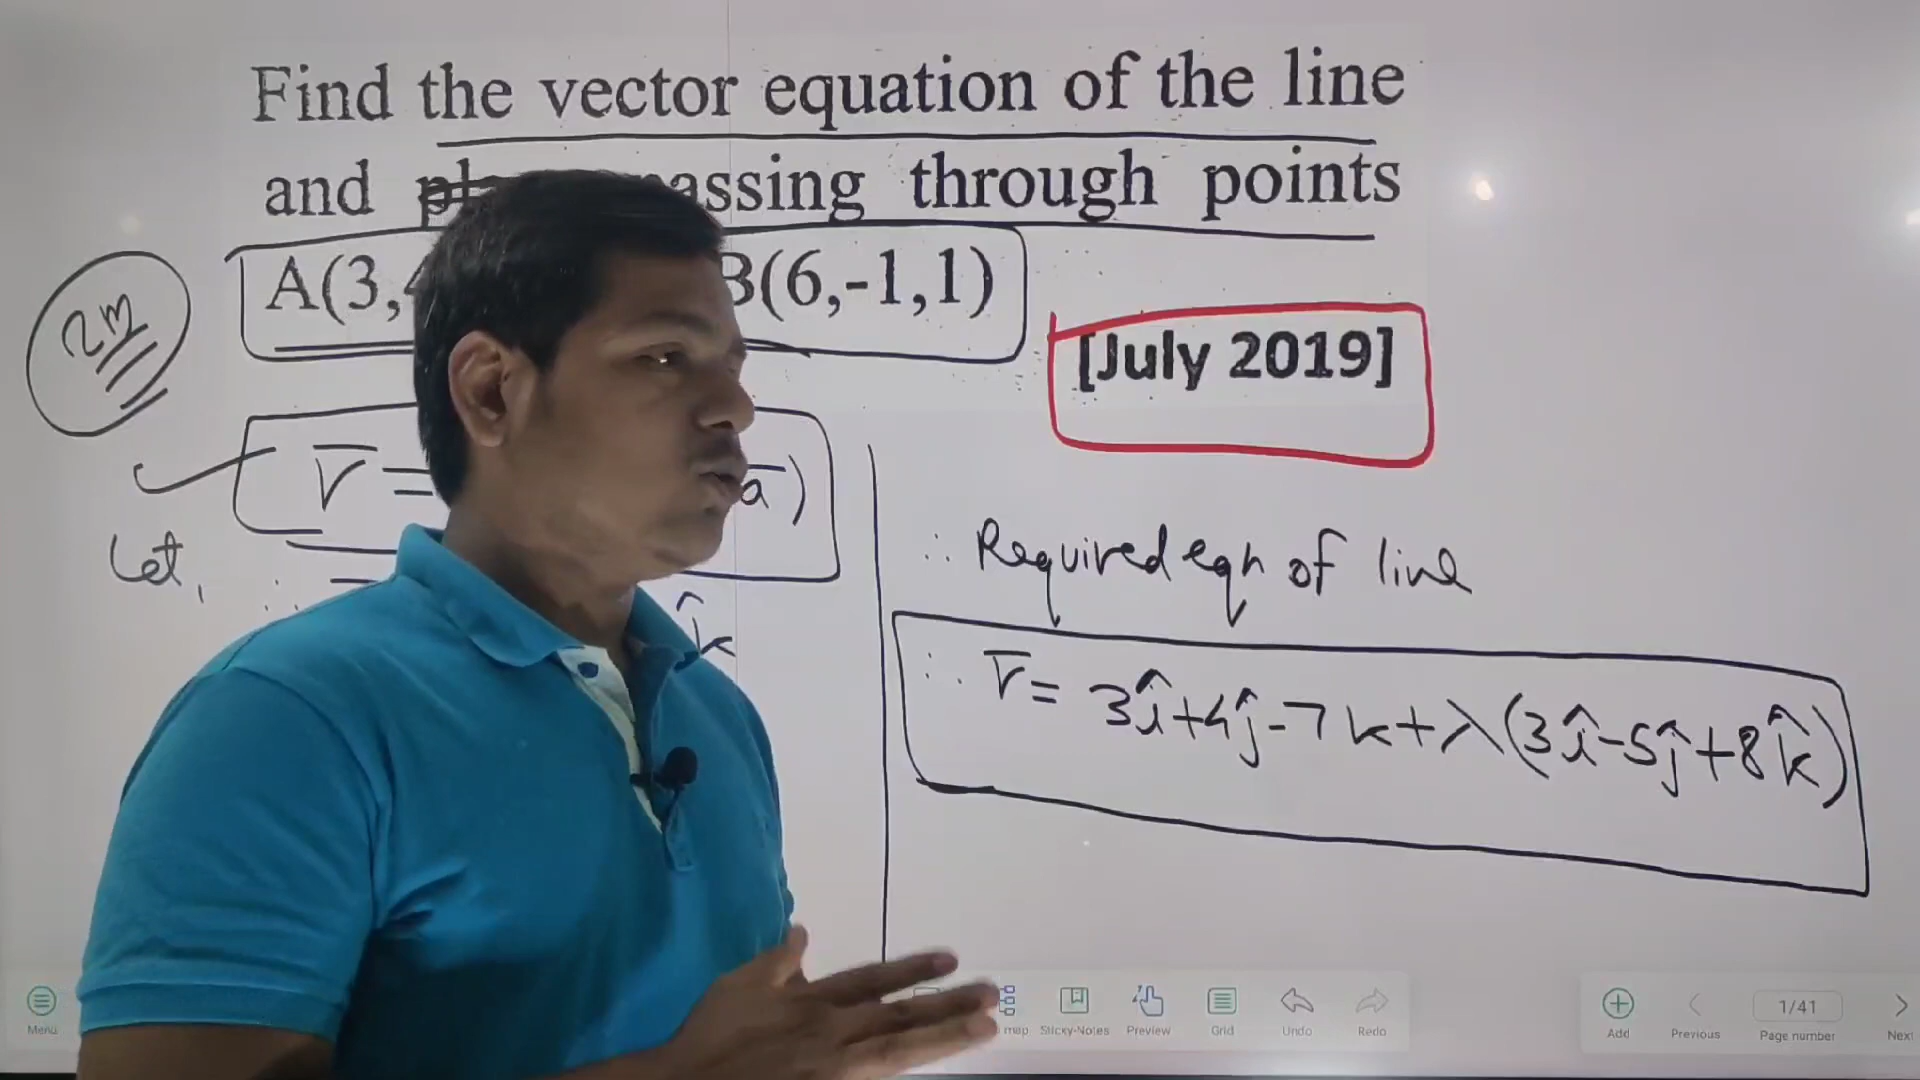 Find the vector equation of the line
and passing through points
A(3,4 B(6,-1,1)
2m
[July 2019]
r̅ = a̅)
Let,
∴
k̂
∴ Required eqn of line
∴ r̅ = 3î+4ĵ-7k+λ(3î-5ĵ+8k̂)
Menu
map
Sticky-Notes
Preview
Grid
Undo
Redo
Add
Previous
1/41
Page number
Next